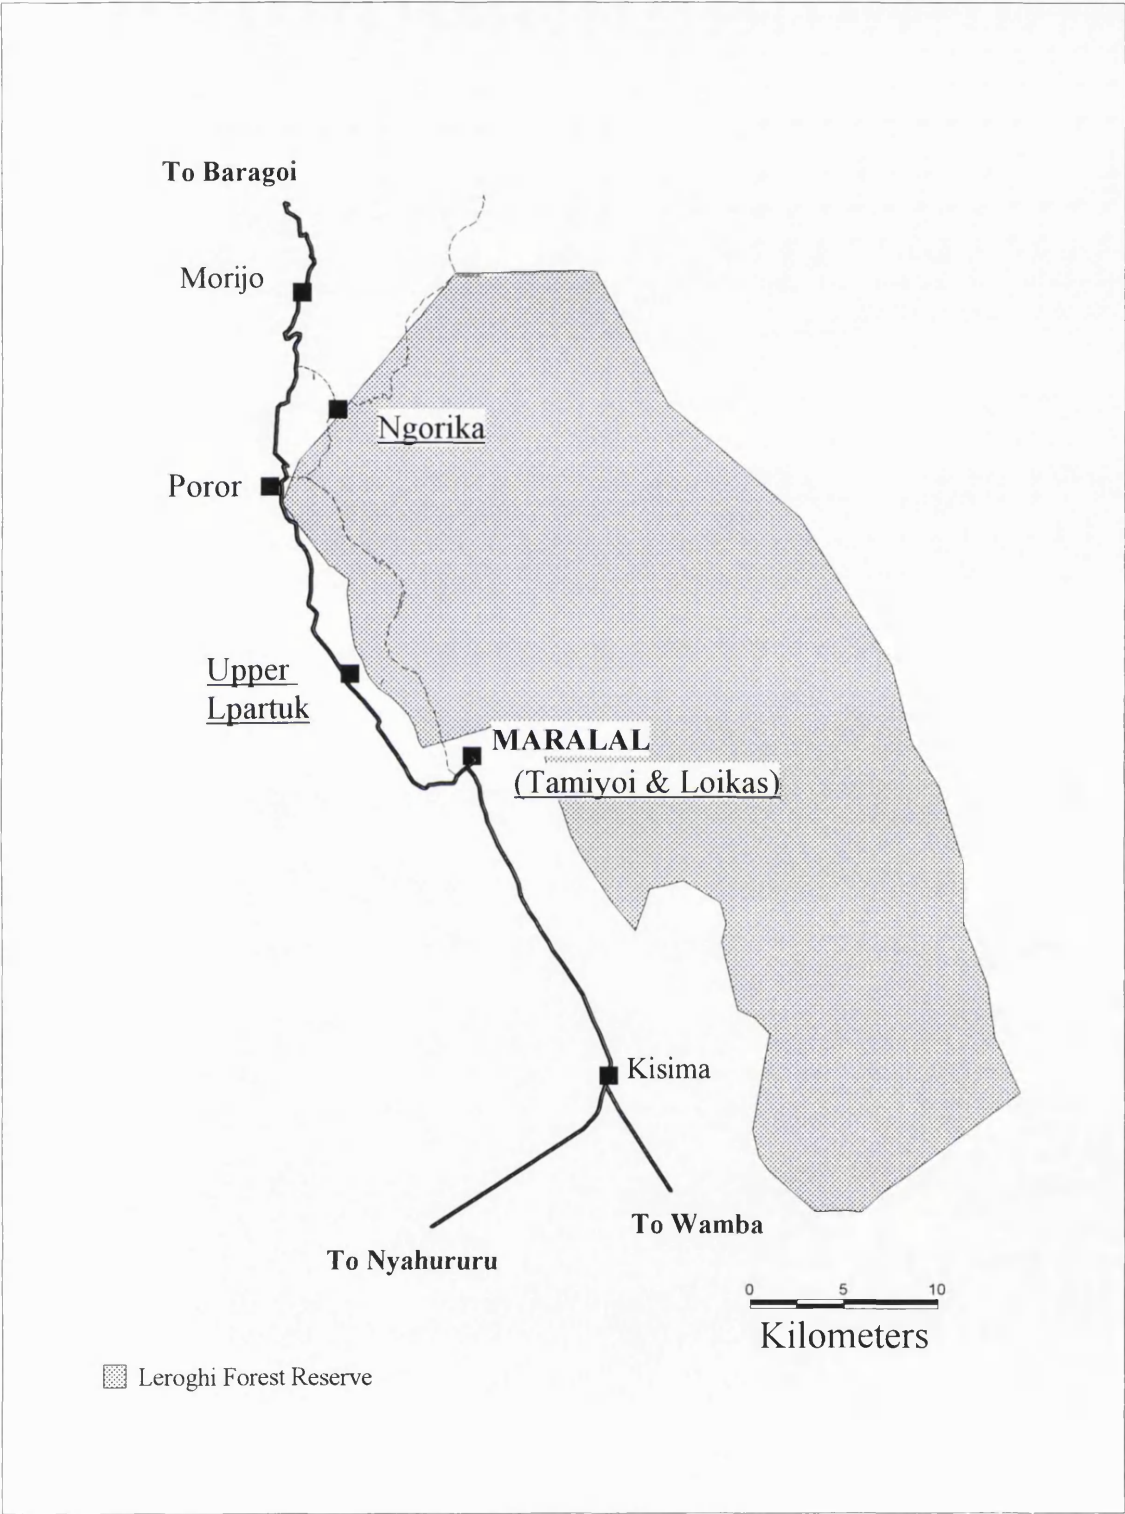 To Baragoi
Morijo
Ngorika
Poror
Upper
Lpartuk
MARALAL
(Tamiyoi & Loikas)
Kisima
To Wamba
To Nyahururu
0 5 10
Kilometers
Leroghi Forest Reserve